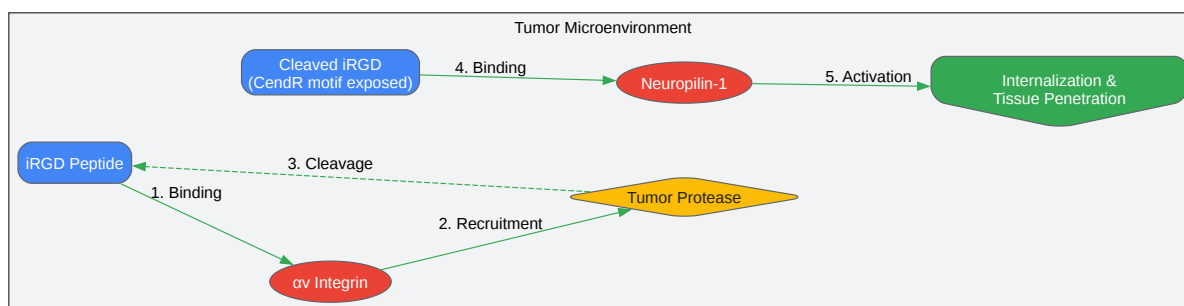 Tumor Microenvironment
Cleaved iRGD
(CendR motif exposed)
4. Binding
Neuropilin-1
5. Activation
Internalization &
Tissue Penetration
iRGD Peptide
3. Cleavage
1. Binding
Tumor Protease
2. Recruitment
αv Integrin